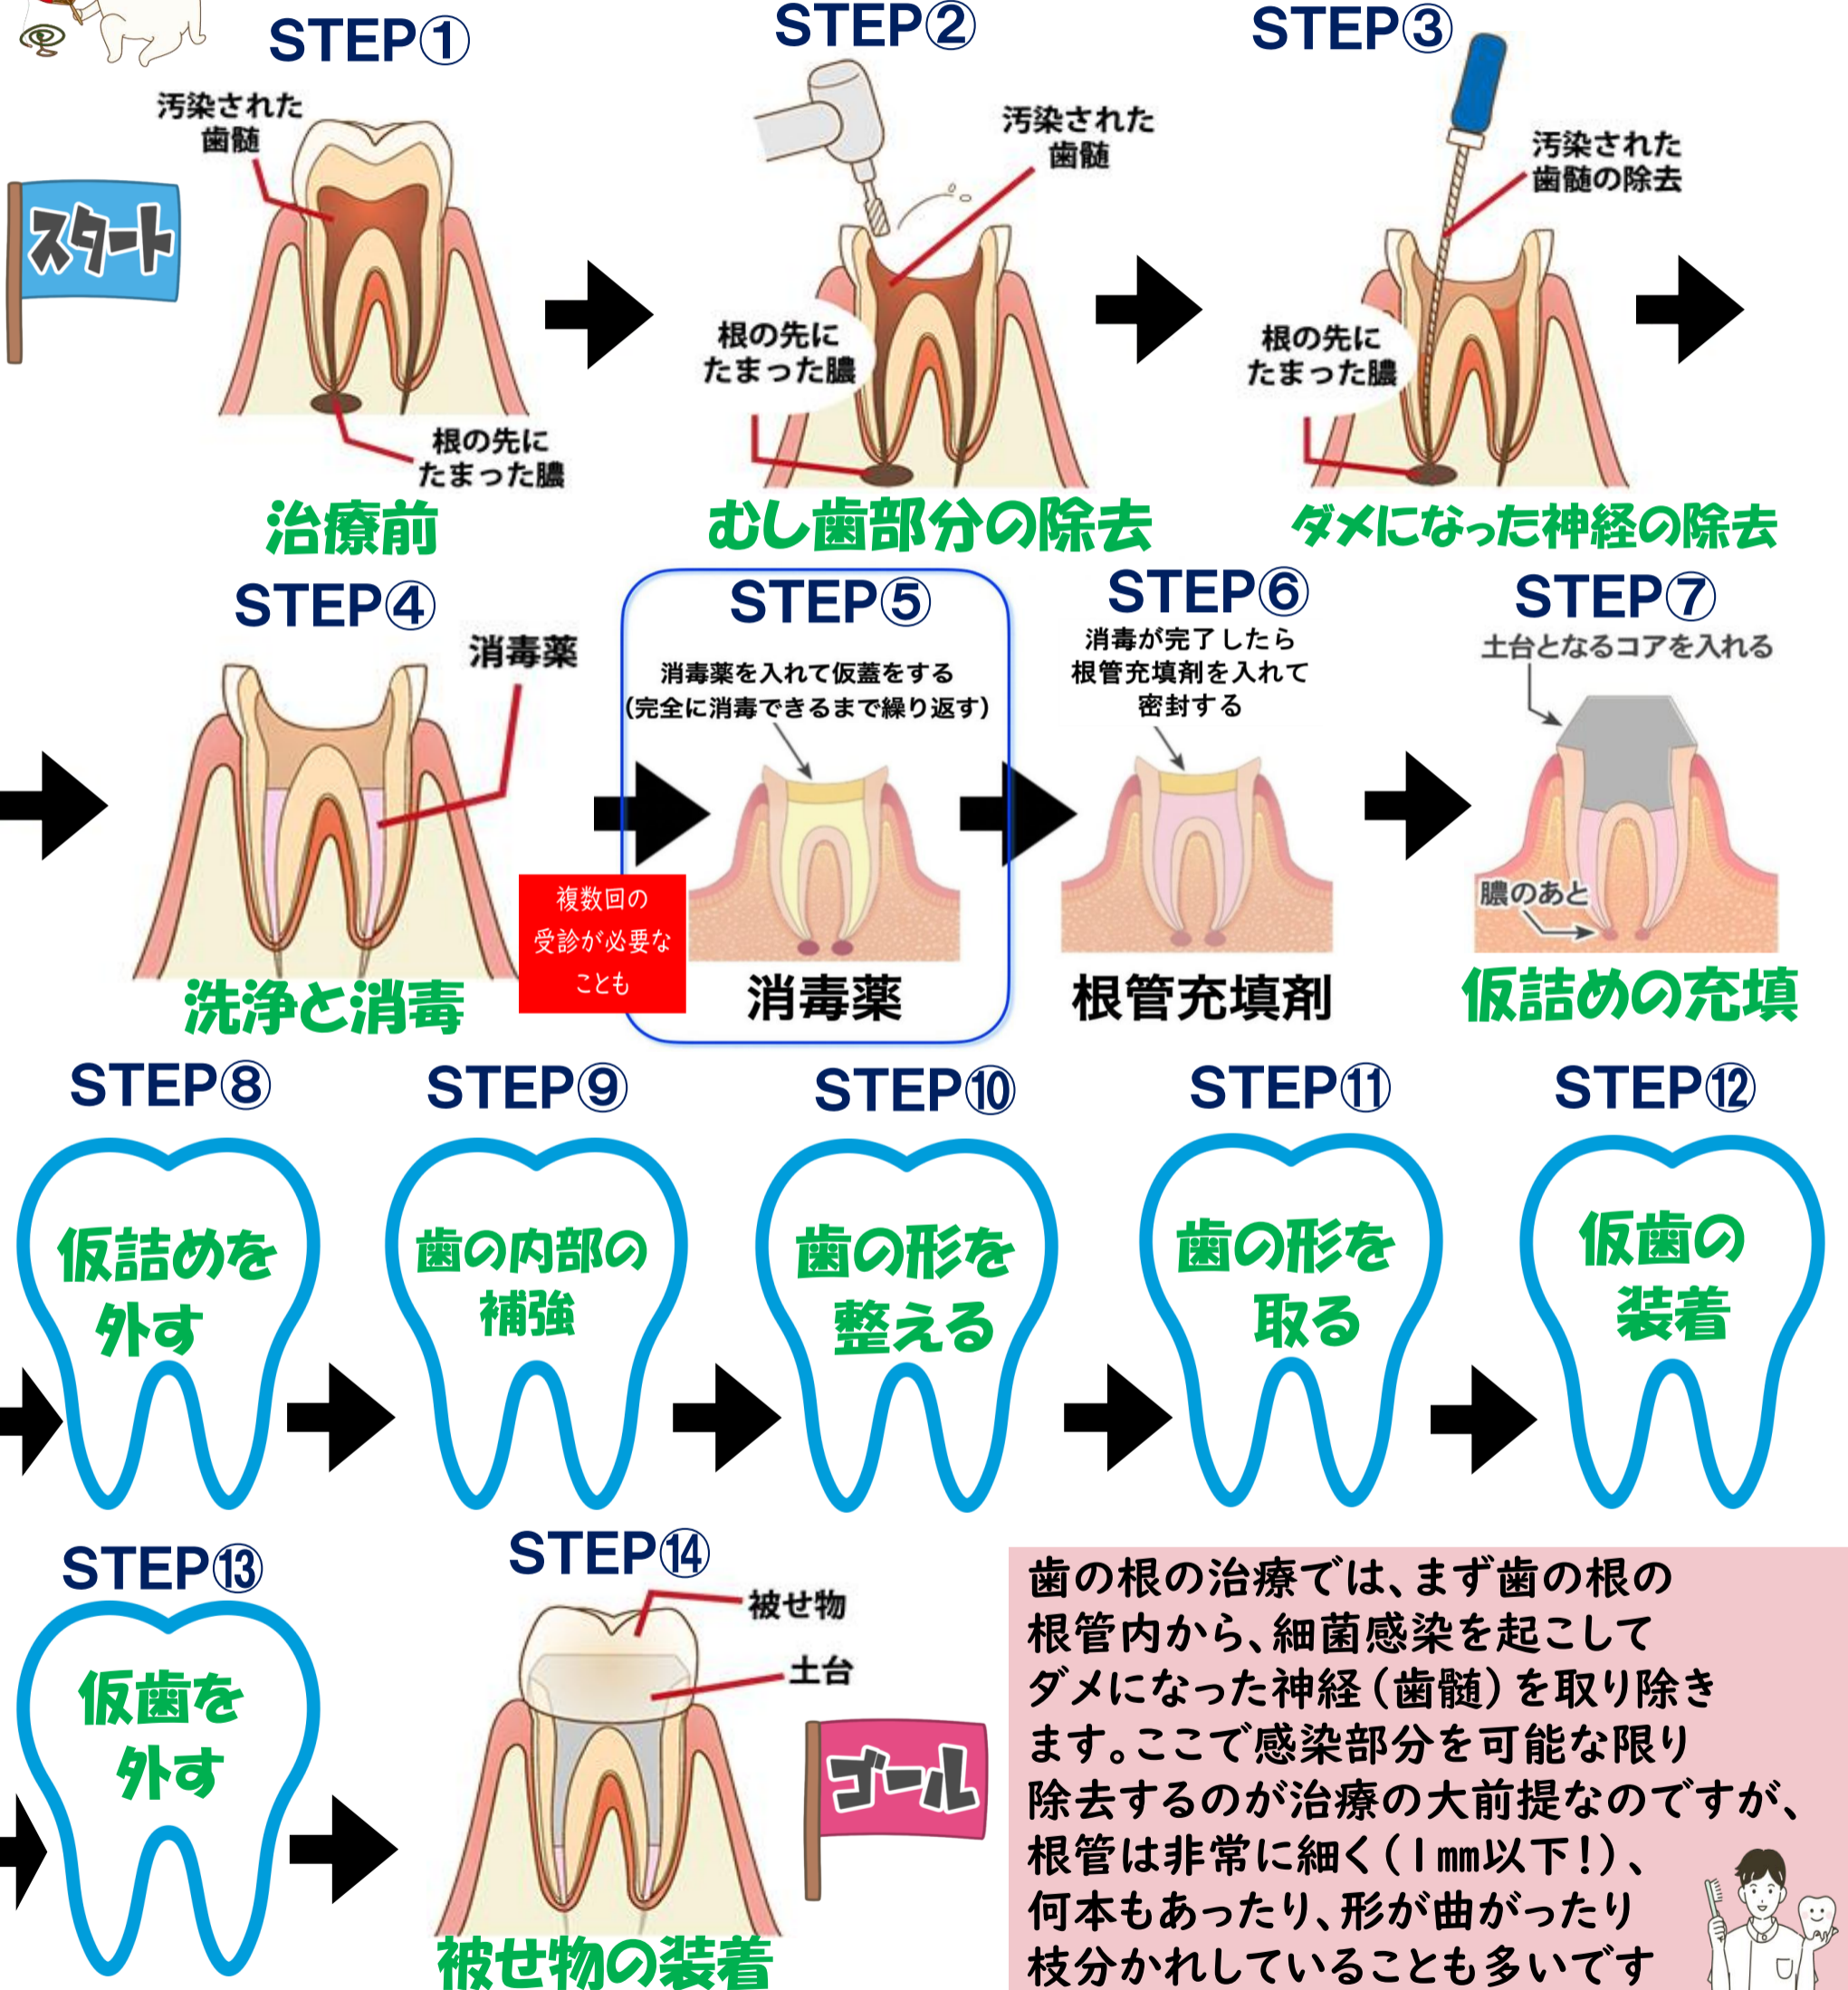 STEP①
汚染された
歯髄
スタート
根の先に
たまった膿
治療前
STEP②
汚染された
歯髄
根の先に
たまった膿
むし歯部分の除去
STEP③
汚染された
歯髄の除去
根の先に
たまった膿
ダメになった神経の除去
STEP④
消毒薬
洗浄と消毒
複数回の
受診が必要な
ことも
STEP⑤
消毒薬を入れて仮蓋をする
(完全に消毒できるまで繰り返す)
消毒薬
STEP⑥
消毒が完了したら
根管充填剤を入れて
密封する
根管充填剤
STEP⑦
土台となるコアを入れる
膿のあと
仮詰めの充填
STEP⑧
仮詰めを
外す
STEP⑨
歯の内部の
補強
STEP⑩
歯の形を
整える
STEP⑪
歯の形を
取る
STEP⑫
仮歯の
装着
STEP⑬
仮歯を
外す
STEP⑭
被せ物
土台
ゴール
被せ物の装着
歯の根の治療では、まず歯の根の
根管内から、細菌感染を起こして
ダメになった神経(歯髄)を取り除き
ます。ここで感染部分を可能な限り
除去するのが治療の大前提なのですが、
根管は非常に細く(1mm以下!)、
何本もあったり、形が曲がったり
枝分かれしていることも多いです